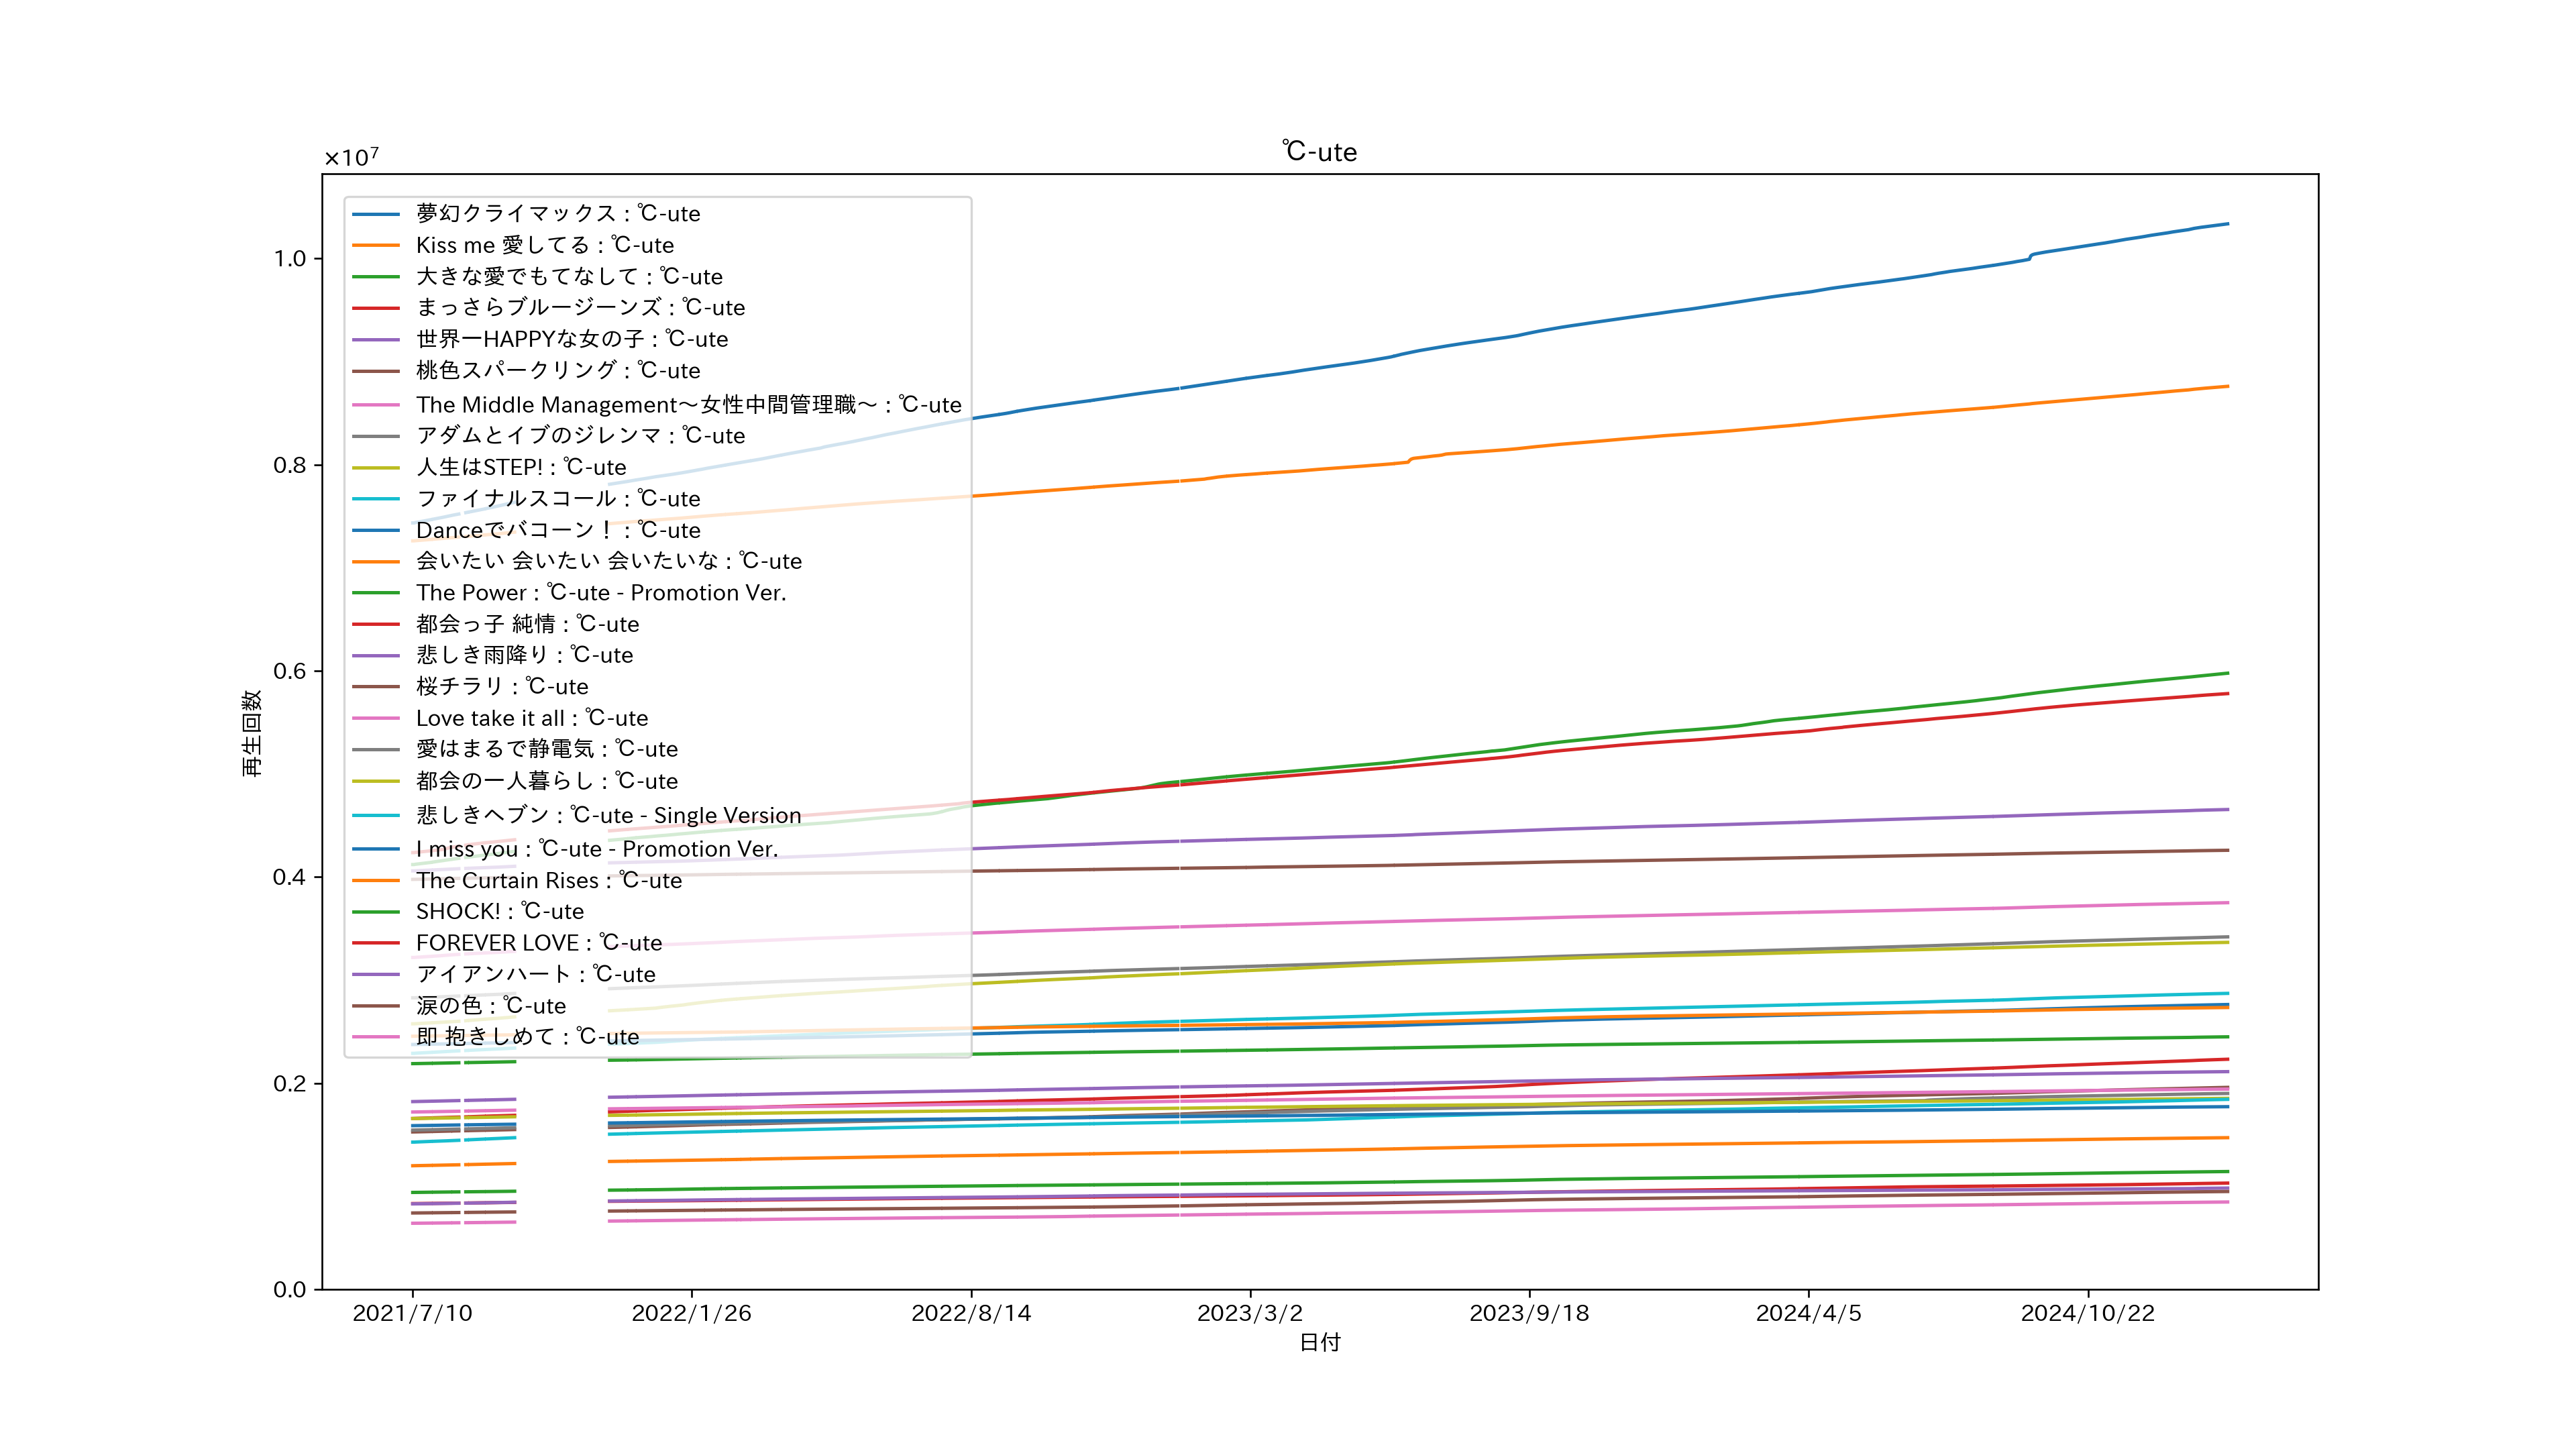 ℃-ute
×10⁷
夢幻クライマックス : ℃-ute
Kiss me 愛してる : ℃-ute
大きな愛でもてなして : ℃-ute
まっさらブルージーンズ : ℃-ute
世界一HAPPYな女の子 : ℃-ute
桃色スパークリング : ℃-ute
The Middle Management～女性中間管理職～ : ℃-ute
アダムとイブのジレンマ : ℃-ute
人生はSTEP! : ℃-ute
ファイナルスコール : ℃-ute
Danceでバコーン！ : ℃-ute
会いたい 会いたい 会いたいな : ℃-ute
The Power : ℃-ute - Promotion Ver.
都会っ子 純情 : ℃-ute
悲しき雨降り : ℃-ute
桜チラリ : ℃-ute
Love take it all : ℃-ute
愛はまるで静電気 : ℃-ute
都会の一人暮らし : ℃-ute
悲しきヘブン : ℃-ute - Single Version
I miss you : ℃-ute - Promotion Ver.
The Curtain Rises : ℃-ute
SHOCK! : ℃-ute
FOREVER LOVE : ℃-ute
アイアンハート : ℃-ute
涙の色 : ℃-ute
即 抱きしめて : ℃-ute
1.0
0.8
0.6
0.4
0.2
0.0
再生回数
2021/7/10
2022/1/26
2022/8/14
2023/3/2
2023/9/18
2024/4/5
2024/10/22
日付